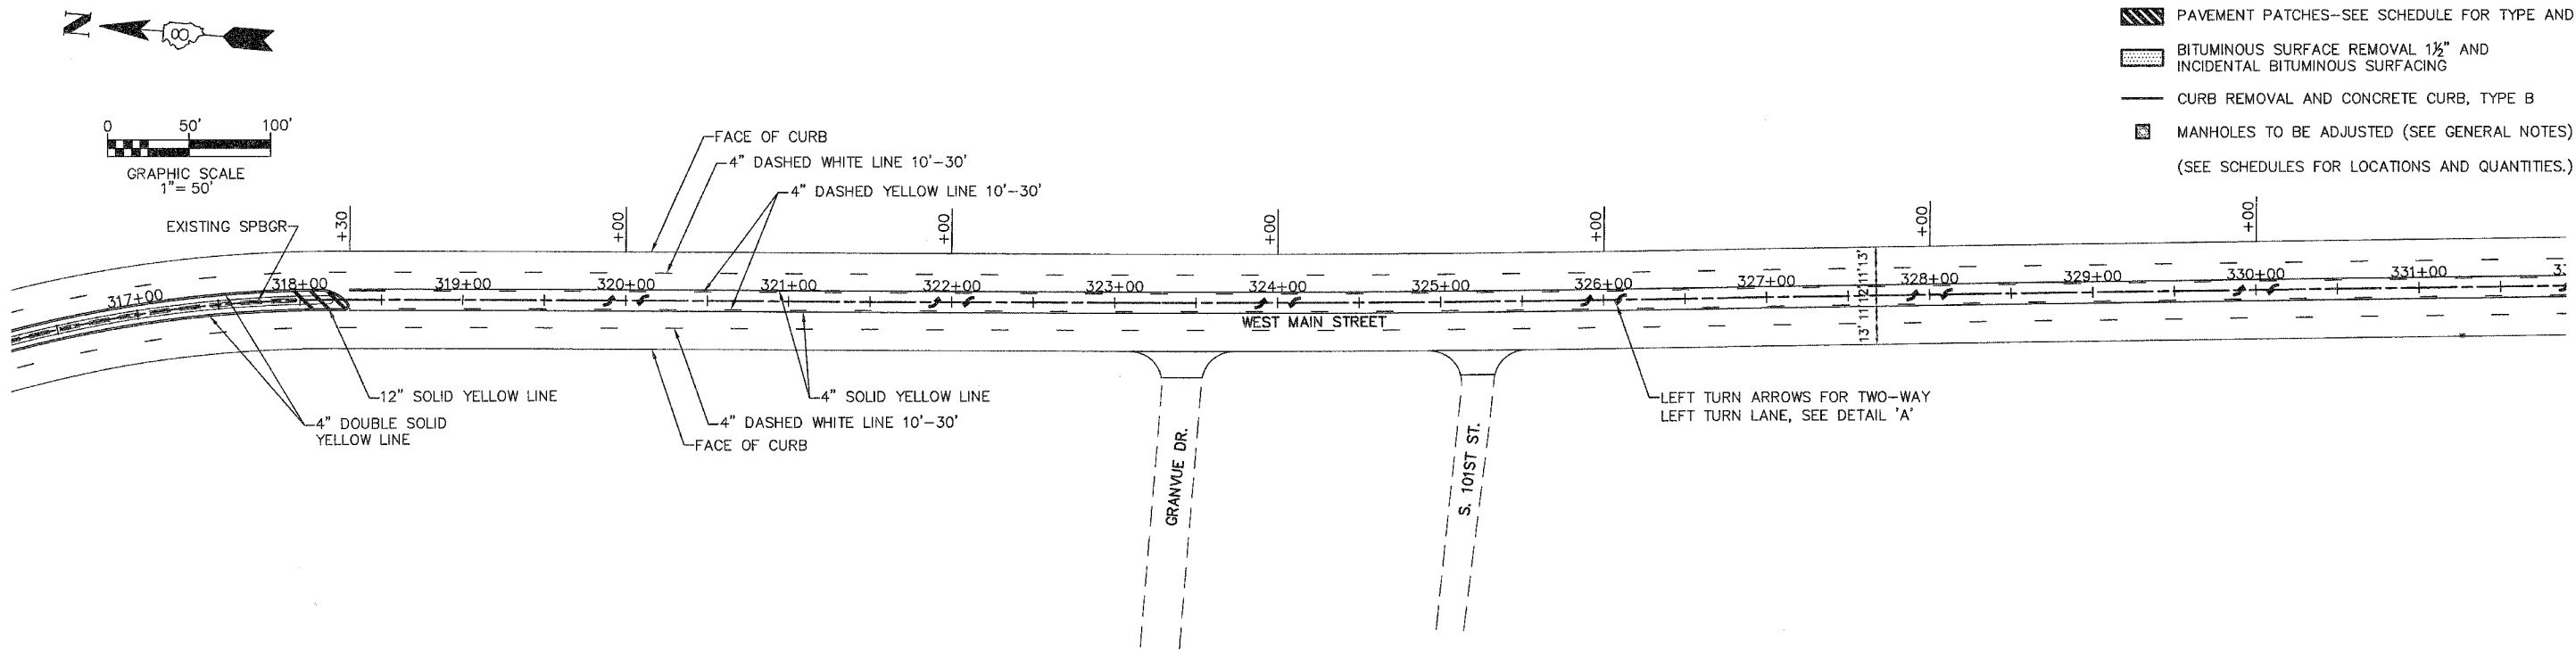 N
8
PAVEMENT PATCHES--SEE SCHEDULE FOR TYPE AND
BITUMINOUS SURFACE REMOVAL 1½" AND
INCIDENTAL BITUMINOUS SURFACING
CURB REMOVAL AND CONCRETE CURB, TYPE B
MANHOLES TO BE ADJUSTED (SEE GENERAL NOTES)
(SEE SCHEDULES FOR LOCATIONS AND QUANTITIES.)
0 50' 100'
GRAPHIC SCALE
1"= 50'
FACE OF CURB
4" DASHED WHITE LINE 10'-30'
4" DASHED YELLOW LINE 10'-30'
EXISTING SPBGR
+30
+00
+00
+00
+00
+00
+00
317+00
318+00
319+00
320+00
321+00
322+00
323+00
324+00
325+00
326+00
327+00
328+00
329+00
330+00
331+00
13' 11' 12' 11' 13'
WEST MAIN STREET
12" SOLID YELLOW LINE
4" DOUBLE SOLID
YELLOW LINE
4" SOLID YELLOW LINE
4" DASHED WHITE LINE 10'-30'
FACE OF CURB
LEFT TURN ARROWS FOR TWO-WAY
LEFT TURN LANE, SEE DETAIL 'A'
GRANVUE DR.
S. 101ST ST.